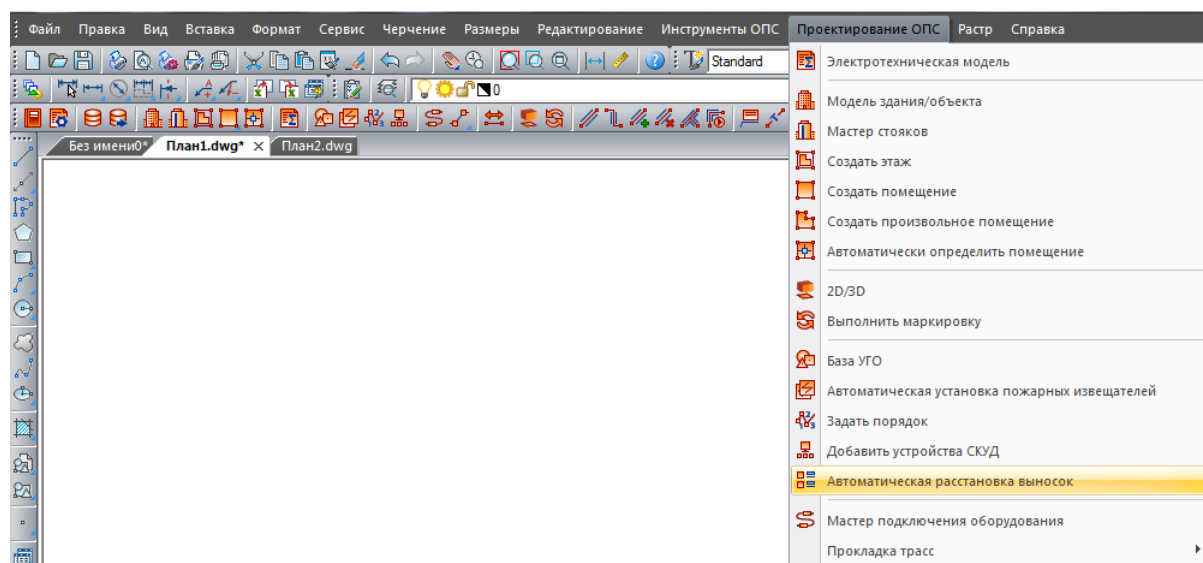 Файл Правка Вид Вставка Формат Сервис Черчение Размеры Редактирование Инструменты ОПС Проектирование ОПС Растр Справка
Standard
0
Без имени0* План1.dwg* План2.dwg
Электротехническая модель
Модель здания/объекта
Мастер стояков
Создать этаж
Создать помещение
Создать произвольное помещение
Автоматически определить помещение
2D/3D
Выполнить маркировку
База УГО
Автоматическая установка пожарных извещателей
Задать порядок
Добавить устройства СКУД
Автоматическая расстановка выносок
Мастер подключения оборудования
Прокладка трасс